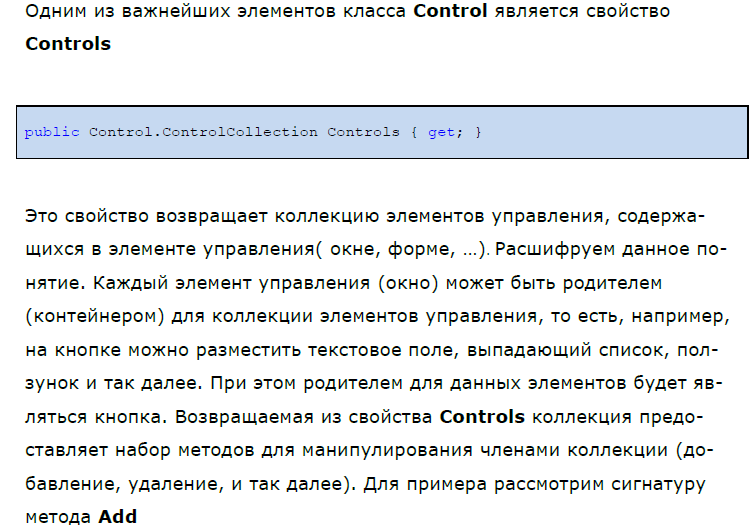 Одним из важнейших элементов класса Control является свойство
Controls
public Control.ControlCollection Controls { get; }
Это свойство возвращает коллекцию элементов управления, содержа-
щихся в элементе управления( окне, форме, …). Расшифруем данное по-
нятие. Каждый элемент управления (окно) может быть родителем
(контейнером) для коллекции элементов управления, то есть, например,
на кнопке можно разместить текстовое поле, выпадающий список, пол-
зунок и так далее. При этом родителем для данных элементов будет яв-
ляться кнопка. Возвращаемая из свойства Controls коллекция предо-
ставляет набор методов для манипулирования членами коллекции (до-
бавление, удаление, и так далее). Для примера рассмотрим сигнатуру
метода Add